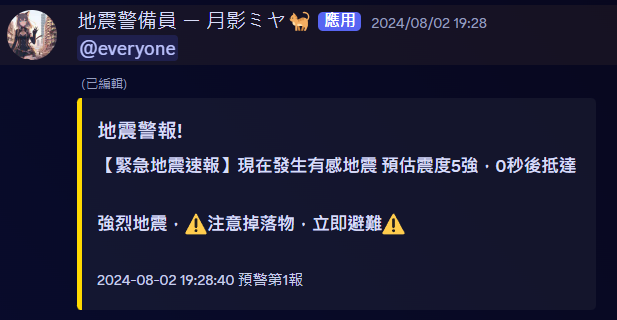 地震警備員 — 月影ミヤ🐈 應用 2024/08/02 19:28
@everyone
(已編輯)
地震警報!
【緊急地震速報】現在發生有感地震 預估震度5強，0秒後抵達
強烈地震，⚠️注意掉落物，立即避難⚠️
2024-08-02 19:28:40 預警第1報